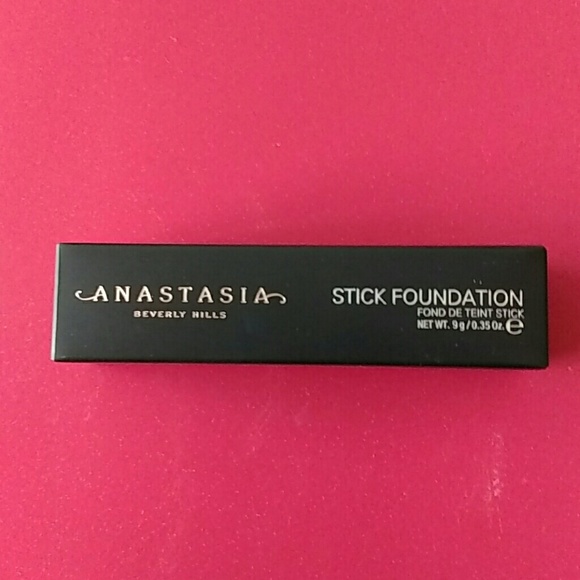 ANASTASIA
BEVERLY HILLS
STICK FOUNDATION
FOND DE TEINT STICK
NET WT. 9 g / 0.35 Oz. ℮